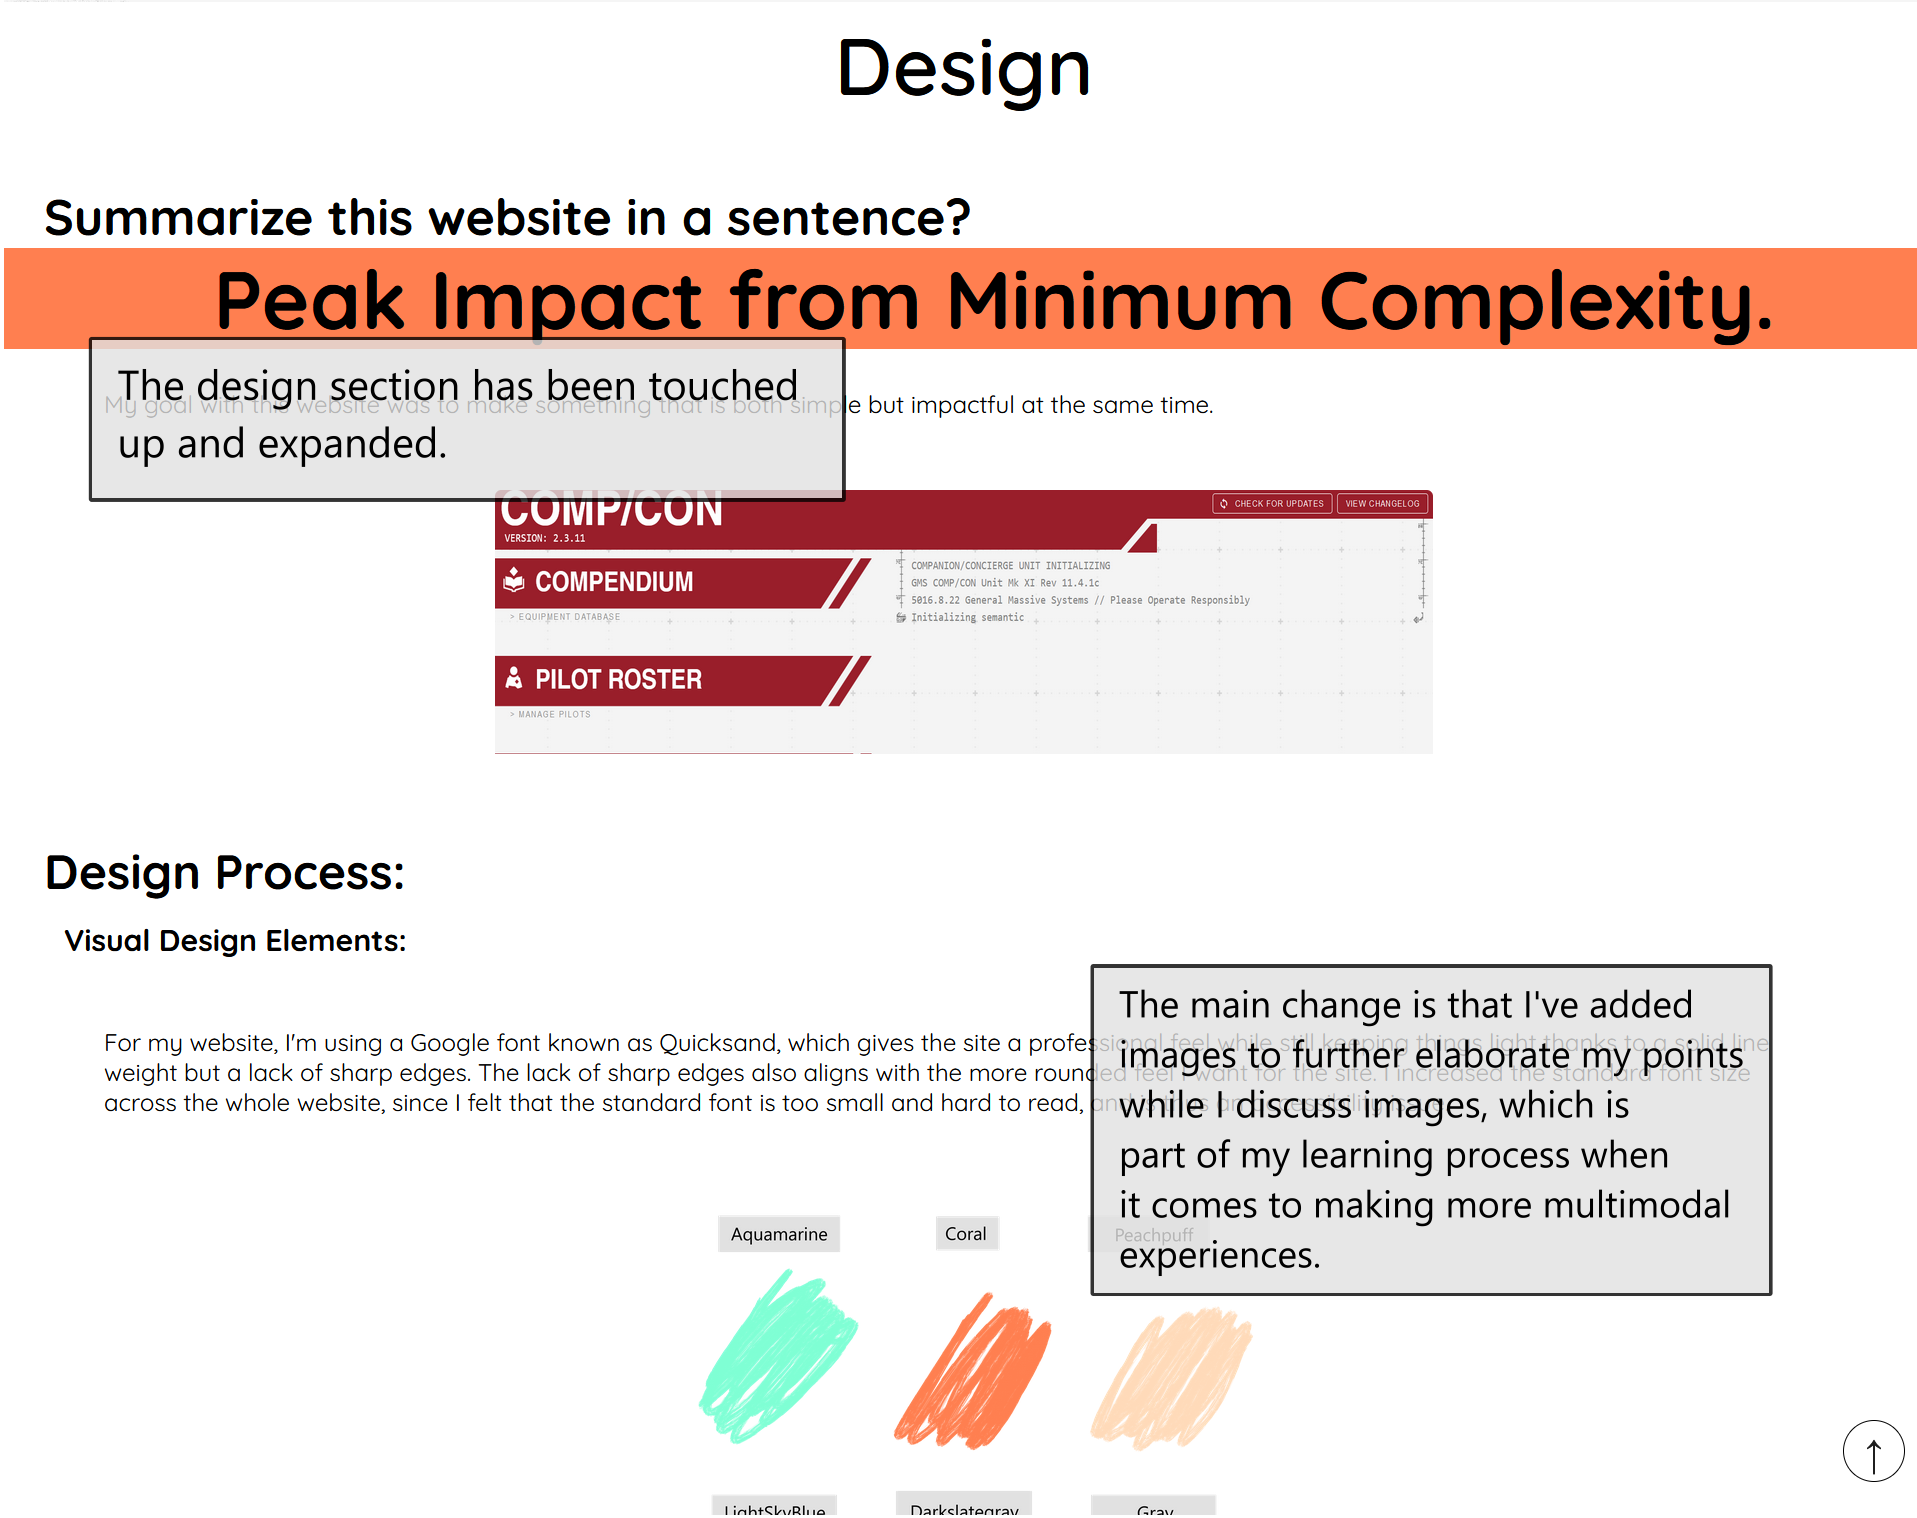 Design
Summarize this website in a sentence?
Peak Impact from Minimum Complexity.
The design section has been touched
up and expanded.
My goal with this website was to make something that is both simple but impactful at the same time.
COMP/CON
VERSION: 2.3.11
CHECK FOR UPDATES
VIEW CHANGELOG
COMPENDIUM
> EQUIPMENT DATABASE
COMPANION/CONCIERGE UNIT INITIALIZING
GMS COMP/CON Unit Mk XI Rev 11.4.1c
5016.8.22 General Massive Systems // Please Operate Responsibly
Initializing semantic
PILOT ROSTER
> MANAGE PILOTS
Design Process:
Visual Design Elements:
For my website, I'm using a Google font known as Quicksand, which gives the site a professional feel while still keeping things light thanks to a solid line
weight but a lack of sharp edges. The lack of sharp edges also aligns with the more rounded feel I want for the site. I increased the standard font size
across the whole website, since I felt that the standard font is too small and hard to read, and is thus an accessibility issue.
The main change is that I've added
images to further elaborate my points
while I discuss images, which is
part of my learning process when
it comes to making more multimodal
experiences.
Aquamarine
Coral
Peachpuff
LightSkyBlue
Darkslategray
Gray